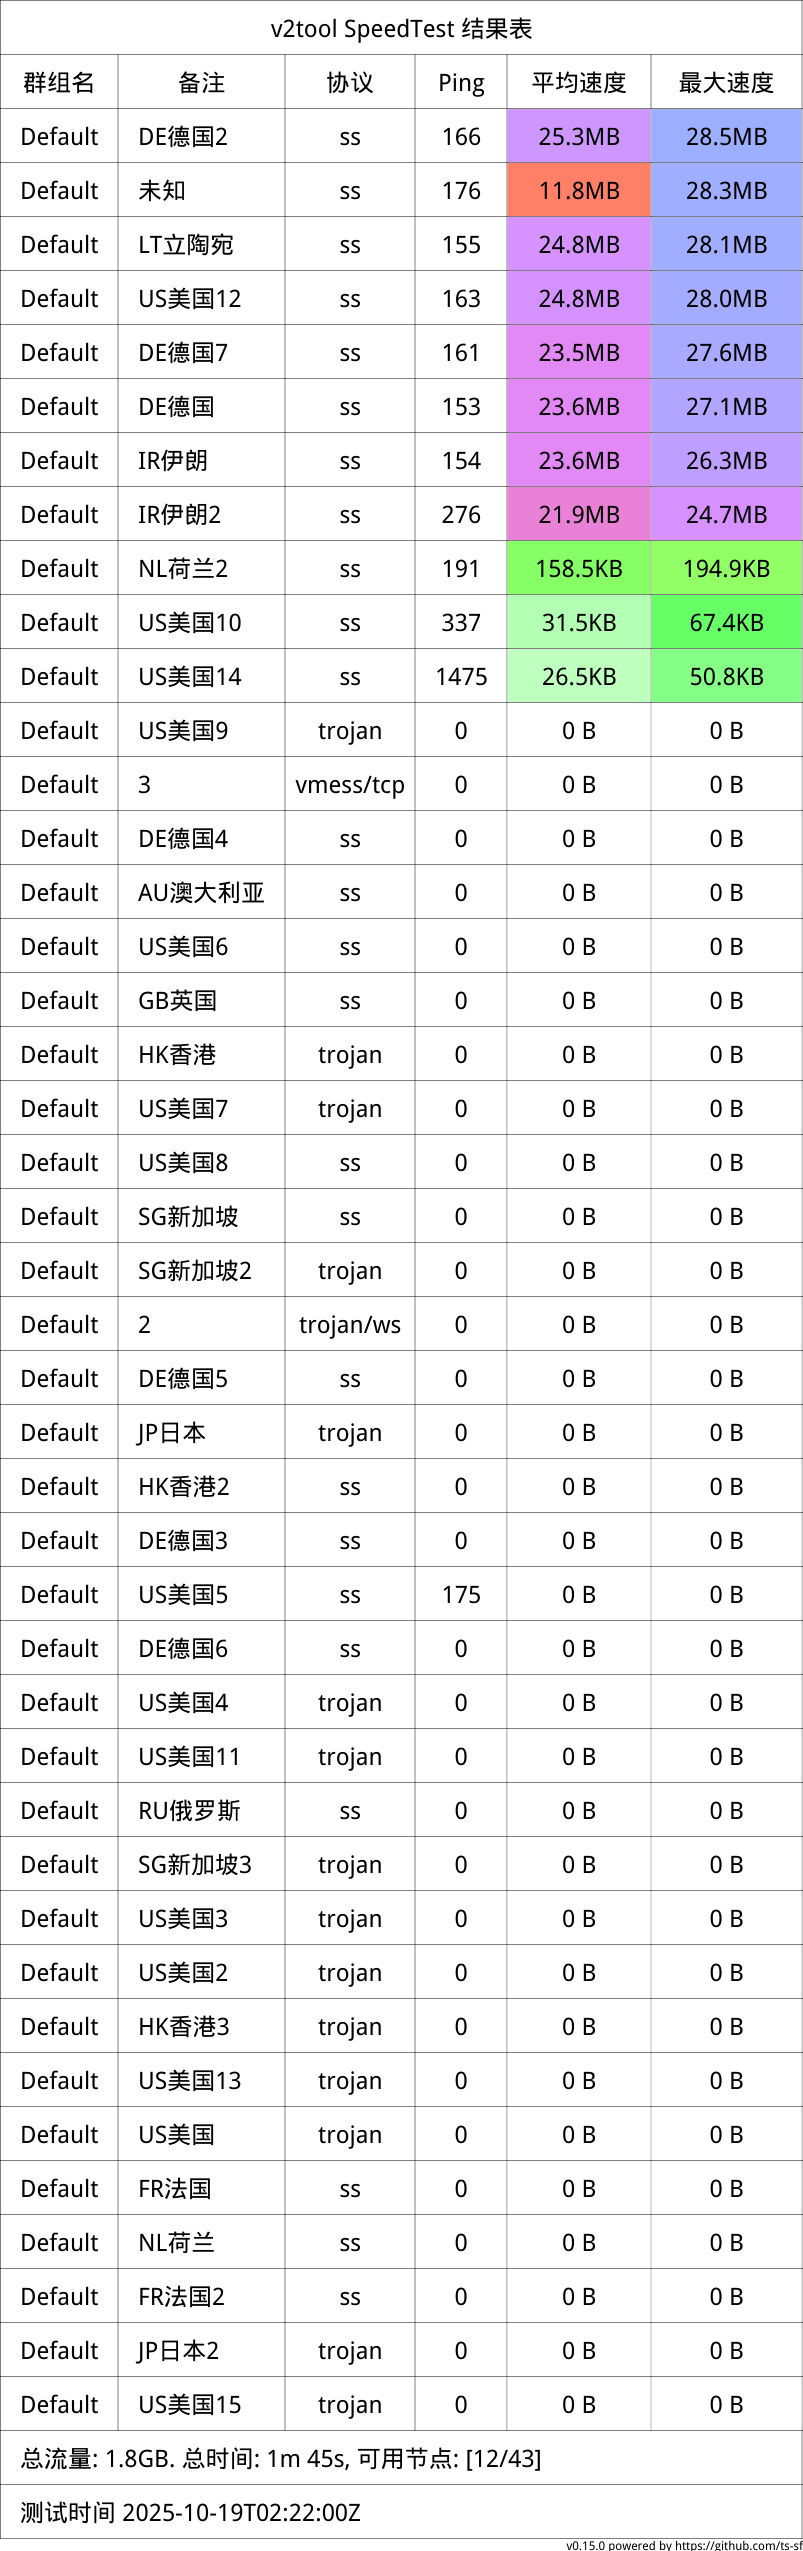 v2tool SpeedTest 结果表
群组名 备注 协议 Ping 平均速度 最大速度
Default DE德国2 ss 166 25.3MB 28.5MB
Default 未知 ss 176 11.8MB 28.3MB
Default LT立陶宛 ss 155 24.8MB 28.1MB
Default US美国12 ss 163 24.8MB 28.0MB
Default DE德国7 ss 161 23.5MB 27.6MB
Default DE德国 ss 153 23.6MB 27.1MB
Default IR伊朗 ss 154 23.6MB 26.3MB
Default IR伊朗2 ss 276 21.9MB 24.7MB
Default NL荷兰2 ss 191 158.5KB 194.9KB
Default US美国10 ss 337 31.5KB 67.4KB
Default US美国14 ss 1475 26.5KB 50.8KB
Default US美国9 trojan 0 0 B 0 B
Default 3 vmess/tcp 0 0 B 0 B
Default DE德国4 ss 0 0 B 0 B
Default AU澳大利亚 ss 0 0 B 0 B
Default US美国6 ss 0 0 B 0 B
Default GB英国 ss 0 0 B 0 B
Default HK香港 trojan 0 0 B 0 B
Default US美国7 trojan 0 0 B 0 B
Default US美国8 ss 0 0 B 0 B
Default SG新加坡 ss 0 0 B 0 B
Default SG新加坡2 trojan 0 0 B 0 B
Default 2 trojan/ws 0 0 B 0 B
Default DE德国5 ss 0 0 B 0 B
Default JP日本 trojan 0 0 B 0 B
Default HK香港2 ss 0 0 B 0 B
Default DE德国3 ss 0 0 B 0 B
Default US美国5 ss 175 0 B 0 B
Default DE德国6 ss 0 0 B 0 B
Default US美国4 trojan 0 0 B 0 B
Default US美国11 trojan 0 0 B 0 B
Default RU俄罗斯 ss 0 0 B 0 B
Default SG新加坡3 trojan 0 0 B 0 B
Default US美国3 trojan 0 0 B 0 B
Default US美国2 trojan 0 0 B 0 B
Default HK香港3 trojan 0 0 B 0 B
Default US美国13 trojan 0 0 B 0 B
Default US美国 trojan 0 0 B 0 B
Default FR法国 ss 0 0 B 0 B
Default NL荷兰 ss 0 0 B 0 B
Default FR法国2 ss 0 0 B 0 B
Default JP日本2 trojan 0 0 B 0 B
Default US美国15 trojan 0 0 B 0 B
总流量: 1.8GB. 总时间: 1m 45s, 可用节点: [12/43]
测试时间 2025-10-19T02:22:00Z
v0.15.0 powered by https://github.com/ts-sf